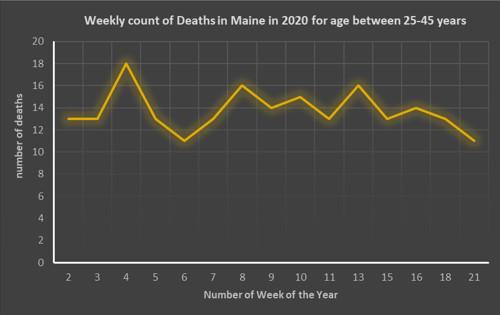 Weekly count of Deaths in Maine in 2020 for age between 25-45 years
number of deaths
20
18
16
14
12
10
8
6
4
2
0
2 3 4 5 6 7 8 9 10 11 13 15 16 18 21
Number of Week of the Year